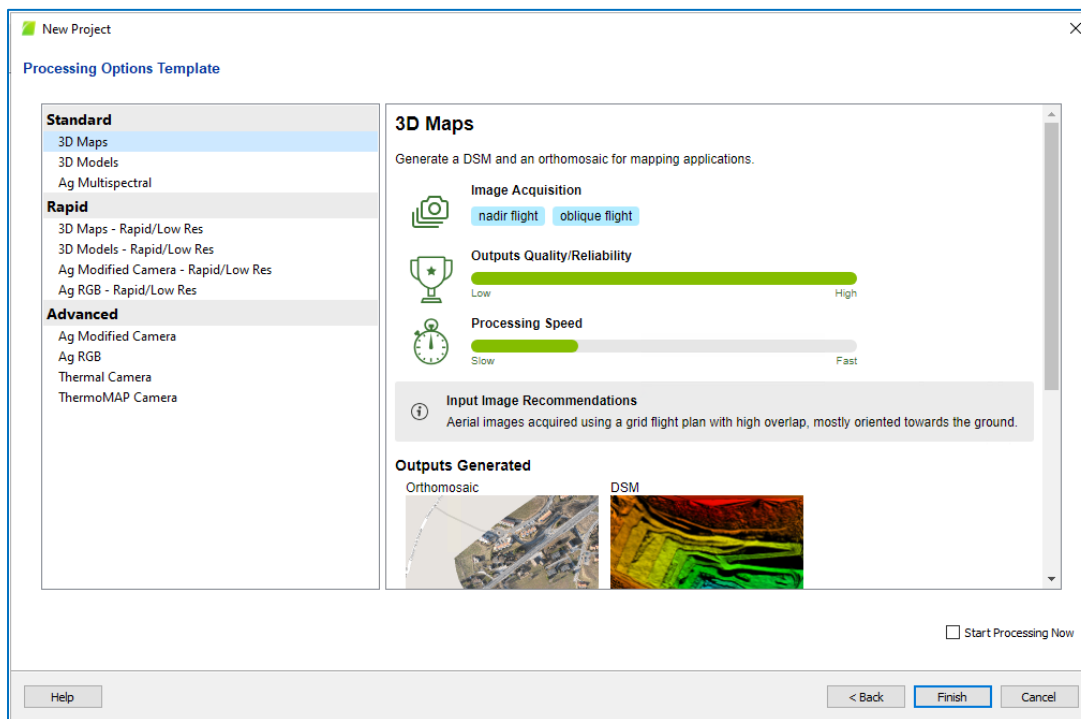 New Project
Processing Options Template
Standard
3D Maps
3D Models
Ag Multispectral
Rapid
3D Maps - Rapid/Low Res
3D Models - Rapid/Low Res
Ag Modified Camera - Rapid/Low Res
Ag RGB - Rapid/Low Res
Advanced
Ag Modified Camera
Ag RGB
Thermal Camera
ThermoMAP Camera
3D Maps
Generate a DSM and an orthomosaic for mapping applications.
Image Acquisition
nadir flight oblique flight
Outputs Quality/Reliability
Low High
Processing Speed
Slow Fast
Input Image Recommendations
Aerial images acquired using a grid flight plan with high overlap, mostly oriented towards the ground.
Outputs Generated
Orthomosaic DSM
Start Processing Now
Help < Back Finish Cancel